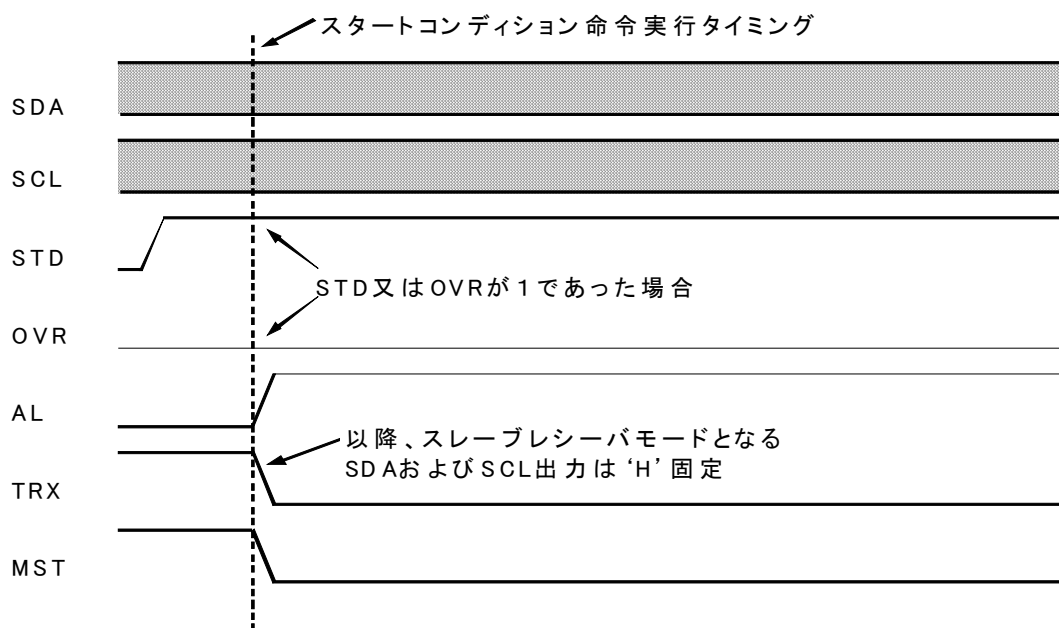 スタートコンディション命令実行タイミング
SDA
SCL
STD
STD又はOVRが1であった場合
OVR
AL
以降、スレーブレシーバモードとなる
SDAおよびSCL出力は‘H’固定
TRX
MST